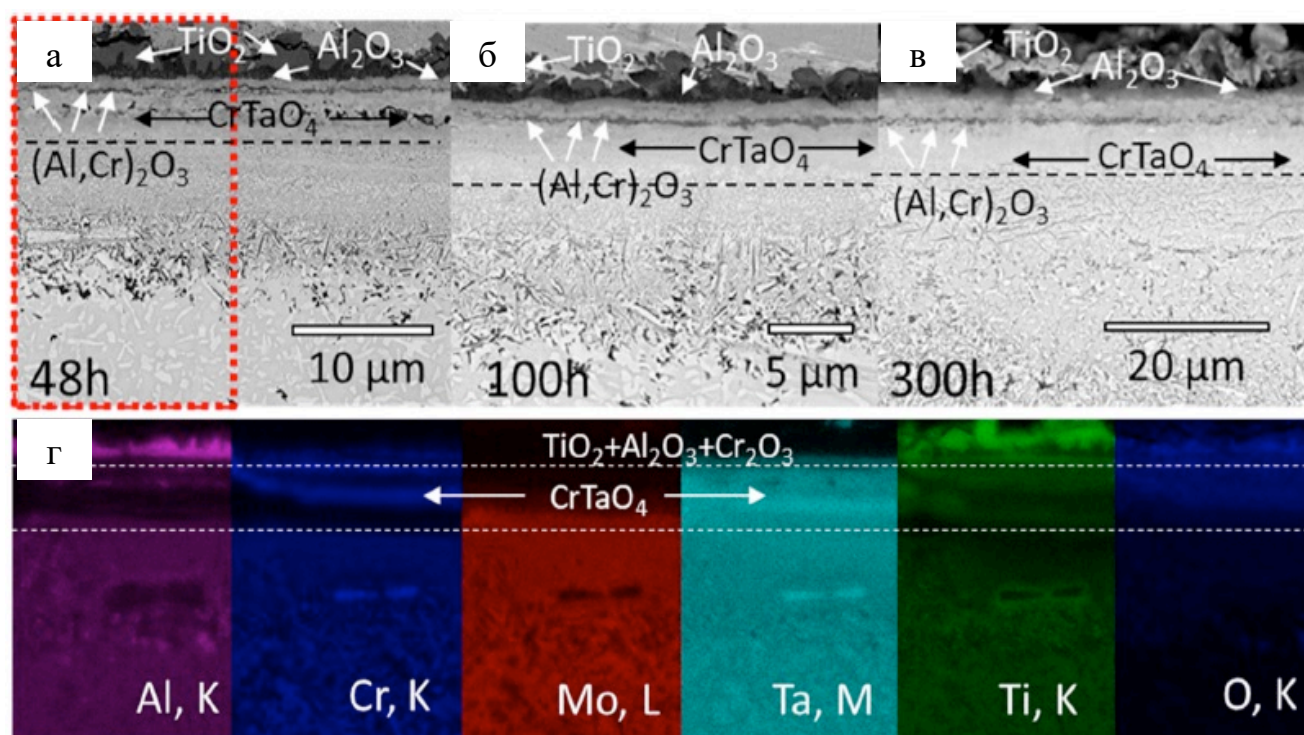 а
TiO₂
Al₂O₃
CrTaO₄
(Al,Cr)₂O₃
10 μm
48h
б
TiO₂
Al₂O₃
CrTaO₄
(Al,Cr)₂O₃
5 μm
100h
в
TiO₂
Al₂O₃
CrTaO₄
(Al,Cr)₂O₃
20 μm
300h
г
TiO₂+Al₂O₃+Cr₂O₃
CrTaO₄
Al, K
Cr, K
Mo, L
Ta, M
Ti, K
O, K